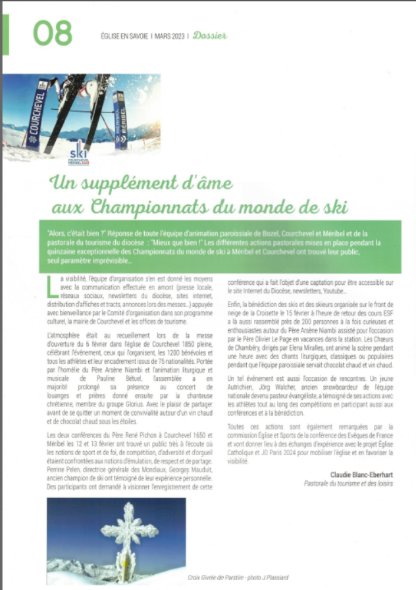 08
ÉGLISE EN SAVOIE I MARS 2023 I Dossier
COURCHEVEL
MÉRIBEL
ski
Un supplément d'âme
aux Championnats du monde de ski
"Alors, c'était bien ?" Réponse de toute l'équipe d'animation paroissiale de Bozel, Courchevel et Méribel et de la
pastorale du tourisme du diocèse : "Mieux que bien !" Les différentes actions pastorales mises en place pendant la
quinzaine exceptionnelle des Championnats du monde de ski à Méribel et Courchevel ont trouvé leur public,
seul paramètre imprévisible...
La visibilité, l'équipe d'organisation s'en est donné les moyens
avec la communication effectuée en amont (presse locale,
réseaux sociaux, newsletters du diocèse, sites internet,
distribution d'affiches et tracts, annonces lors des messes..) appuyée
avec bienveillance par le Comité d'organisation dans son programme
culturel, la mairie de Courchevel et les offices de tourisme.
L'atmosphère était au recueillement lors de la messe
d'ouverture du 5 février dans l'église de Courchevel 1850 pleine,
célébrant l'événement, ceux qui l'organisent, les 1200 bénévoles et
tous les athlètes et leur encadrement issus de 75 nationalités. Portée
par l'homélie du Père Arsène Niambi et l'animation liturgique et
musicale de Pauline Bétuel, l'assemblée a en
majorité prolongé sa présence au concert de
louanges et prières donné ensuite par la chanteuse
chrétienne, membre du groupe Glorius. Avec le plaisir de partager
avant de se quitter un moment de convivialité autour d'un vin chaud
et de chocolat chaud sous les étoiles.
Les deux conférences du Père René Pichon à Courchevel 1650 et
Méribel les 12 et 13 février ont trouvé un public très à l'écoute où
les notions de sport et de foi, de compétition, d'adversité et d'orgueil
étaient confrontées aux notions d'émulation, de respect et de partage.
Perrine Pelen, directrice générale des Mondiaux, Georges Mauduit,
ancien champion de ski ont témoigné de leur expérience personnelle.
Des participants ont demandé à visionner l'enregistrement de cette
conférence qui a fait l'objet d'une captation pour être accessible sur
le site Internet du Diocèse, newsletters, Youtube...
Enfin, la bénédiction des skis et des skieurs organisée sur le front de
neige de la Croisette le 15 février à l'heure de retour des cours ESF
a là aussi rassemblé près de 200 personnes à la fois curieuses et
enthousiastes autour du Père Arsène Niambi assisté pour l'occasion
par le Père Olivier Le Page en vacances dans la station. Les Chœurs
de Chambéry, dirigés par Elena Miralles, ont animé la scène pendant
une heure avec des chants liturgiques, classiques ou populaires
pendant que l'équipe paroissiale servait chocolat chaud et vin chaud.
Un tel événement est aussi l'occasion de rencontres. Un jeune
Autrichien, Jörg Walcher, ancien snowboardeur de l'équipe
nationale devenu pasteur évangéliste, a témoigné de ses actions avec
les athlètes tout au long des compétitions en participant aussi aux
conférences et à la bénédiction.
Toutes ces actions sont également remarquées par la
commission Église et Sports de la conférence des Évêques de France
et vont donner lieu à des échanges d'expérience avec le projet Église
Catholique et JO Paris 2024 pour mobiliser l'église et en favoriser la
visibilité
Claudie Blanc-Eberhart
Pastorale du tourisme et des loisirs
Croix Givrée de - photo J.Plaissard